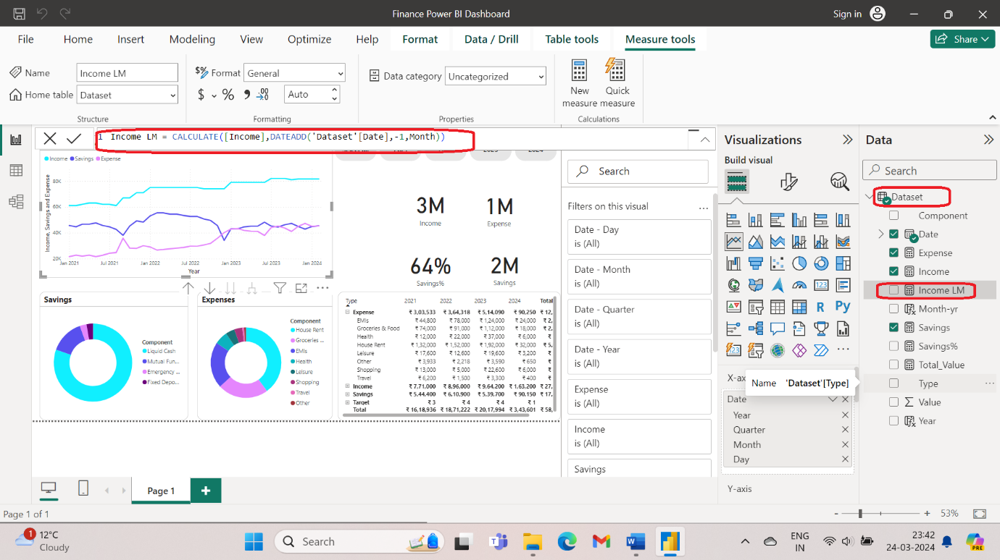 Finance Power BI Dashboard
Sign in
File Home Insert Modeling View Optimize Help Format Data / Drill Table tools Measure tools
Share
Name Income LM
Home table Dataset
Structure
$% Format General
$ % 9 .00 Auto
Formatting
Data category Uncategorized
Properties
New measure
Quick measure
Calculations
1 Income LM = CALCULATE([Income],DATEADD('Dataset'[Date],-1,Month))
Income Savings Expense
Income, Savings and Expense
80K
60K
40K
20K
Jan 2021 Jul 2021 Jan 2022 Jul 2022 Jan 2023 Jul 2023 Jan 2024
Year
3M
Income
1M
Expense
64%
Savings%
2M
Savings
Savings
Component
Liquid Cash
Mutual Fun...
Emergency ...
Fixed Depo...
Expenses
Component
House Rent
Groceries ...
EMIs
Health
Leisure
Shopping
Travel
Other
Type 2021 2022 2023 2024 Total
Expense ₹ 3,03,533 ₹ 3,64,318 ₹ 5,14,090 ₹ 90,250 ₹ 12,
EMIs ₹ 44,800 ₹ 78,000 ₹ 1,24,000 ₹ 24,000 ₹ 2,
Groceries & Food ₹ 74,000 ₹ 91,000 ₹ 1,12,000 ₹ 18,000 ₹ 2,
Health ₹ 12,000 ₹ 22,000 ₹ 37,000 ₹ 6,000 ₹
House Rent ₹ 1,32,000 ₹ 1,52,000 ₹ 1,92,000 ₹ 32,000 ₹ 5,
Leisure ₹ 17,600 ₹ 12,600 ₹ 19,600 ₹ 3,200 ₹
Other ₹ 3,933 ₹ 2,218 ₹ 3,590 ₹ 650 ₹
Shopping ₹ 13,000 ₹ 5,000 ₹ 22,600 ₹ 6,000 ₹
Travel ₹ 6,200 ₹ 1,500 ₹ 3,300 ₹ 400 ₹
Income ₹ 7,71,000 ₹ 8,96,000 ₹ 9,64,200 ₹ 1,63,200 ₹ 27,
Savings ₹ 5,44,400 ₹ 6,10,900 ₹ 5,39,700 ₹ 90,150 ₹ 17,
Target ₹ 3 ₹ 4 ₹ 4 ₹ 1
Total ₹ 16,18,936 ₹ 18,71,222 ₹ 20,17,994 ₹ 3,43,601 ₹ 58,
Search
Filters on this visual ...
Date - Day
is (All)
Date - Month
is (All)
Date - Quarter
is (All)
Date - Year
is (All)
Expense
is (All)
Income
is (All)
Savings
Visualizations
Build visual
123
R Py
123
Name 'Dataset'[Type]
Date
Year
Quarter
Month
Day
Y-axis
Data
Search
Dataset
Component
Date
Expense
Income
Income LM
Month-yr
Savings
Savings%
Total_Value
Type ...
Σ Value
Year
Page 1 +
Page 1 of 1
- + 53%
1
12°C
Cloudy
Search
ENG
IN
23:42
24-03-2024
PRE